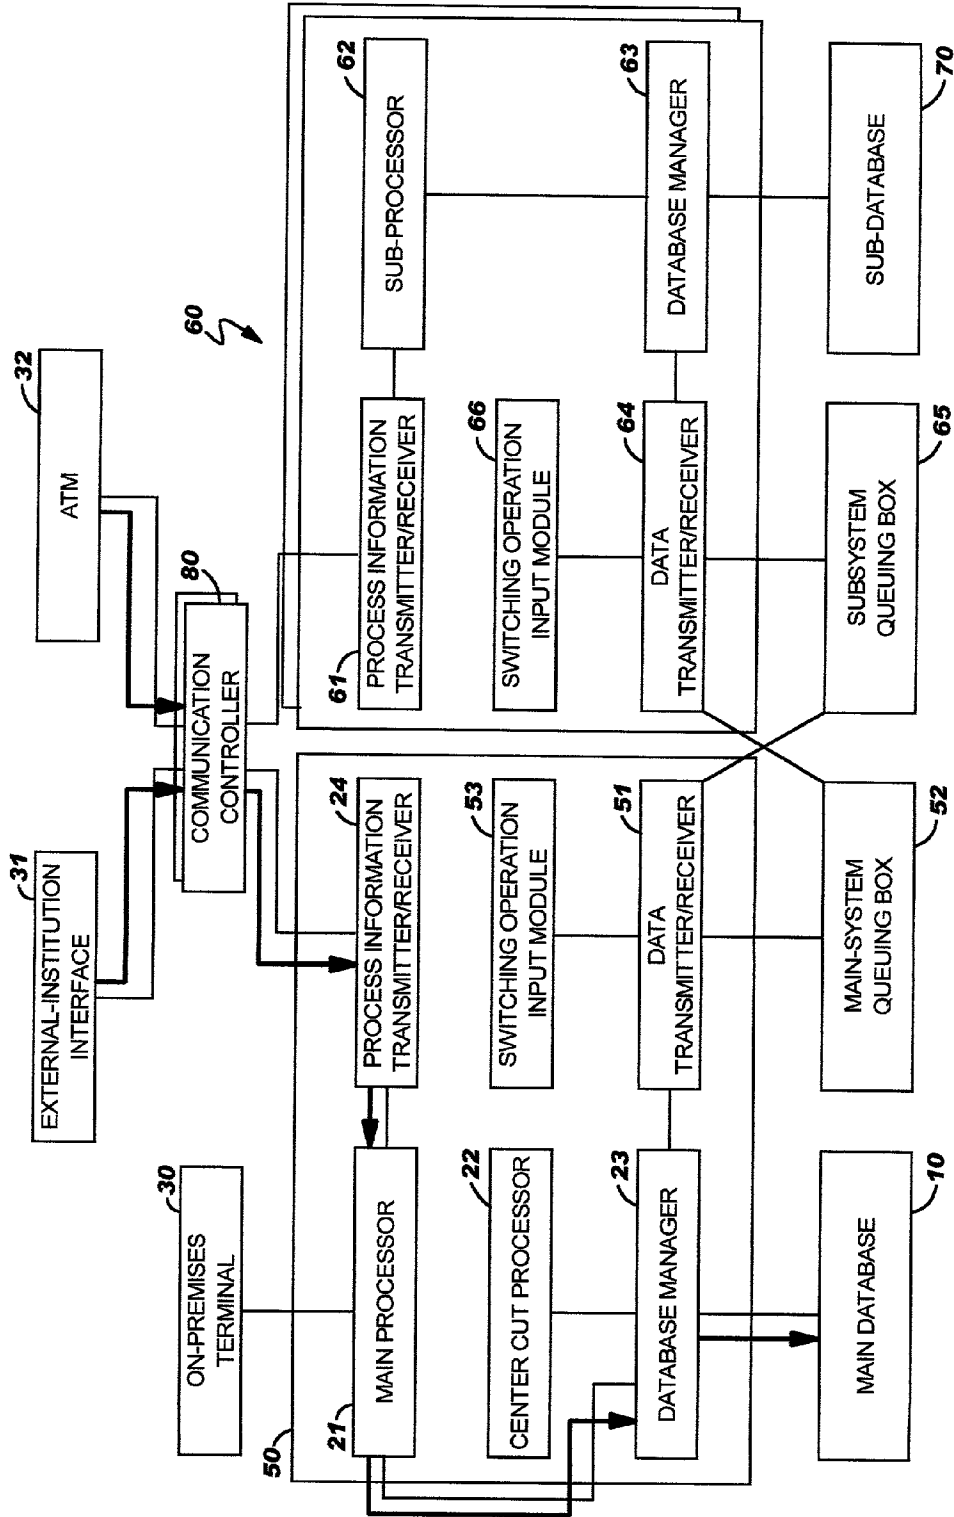 EXTERNAL-INSTITUTION
INTERFACE
31
ATM
32
ON-PREMISES
TERMINAL
30
COMMUNICATION
CONTROLLER
80
60
50
MAIN PROCESSOR
21
PROCESS INFORMATION
TRANSMITTER/RECEIVER
24
PROCESS INFORMATION
TRANSMITTER/RECEIVER
61
SUB-PROCESSOR
62
CENTER CUT PROCESSOR
22
SWITCHING OPERATION
INPUT MODULE
53
SWITCHING OPERATION
INPUT MODULE
66
DATABASE MANAGER
23
DATA
TRANSMITTER/RECEIVER
51
DATA
TRANSMITTER/RECEIVER
64
DATABASE MANAGER
63
MAIN DATABASE
10
MAIN-SYSTEM
QUEUING BOX
52
SUBSYSTEM
QUEUING BOX
65
SUB-DATABASE
70